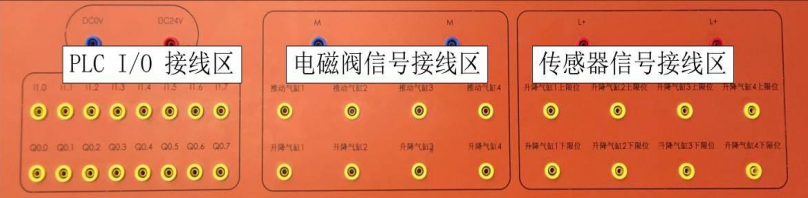 DC0V DC24V M M L+ L+
PLC I/O 接线区 电磁阀信号接线区 传感器信号接线区
I1.0 I1.1 I1.2 I1.3 I1.4 I1.5 I1.6 I1.7 推动气缸1 推动气缸2 推动气缸3 推动气缸4 升降气缸1上限位 升降气缸2上限位 升降气缸3上限位 升降气缸4上限位
Q0.0 Q0.1 Q0.2 Q0.3 Q0.4 Q0.5 Q0.6 Q0.7 升降气缸1 升降气缸2 升降气缸3 升降气缸4 升降气缸1下限位 升降气缸2下限位 升降气缸3下限位 升降气缸4下限位